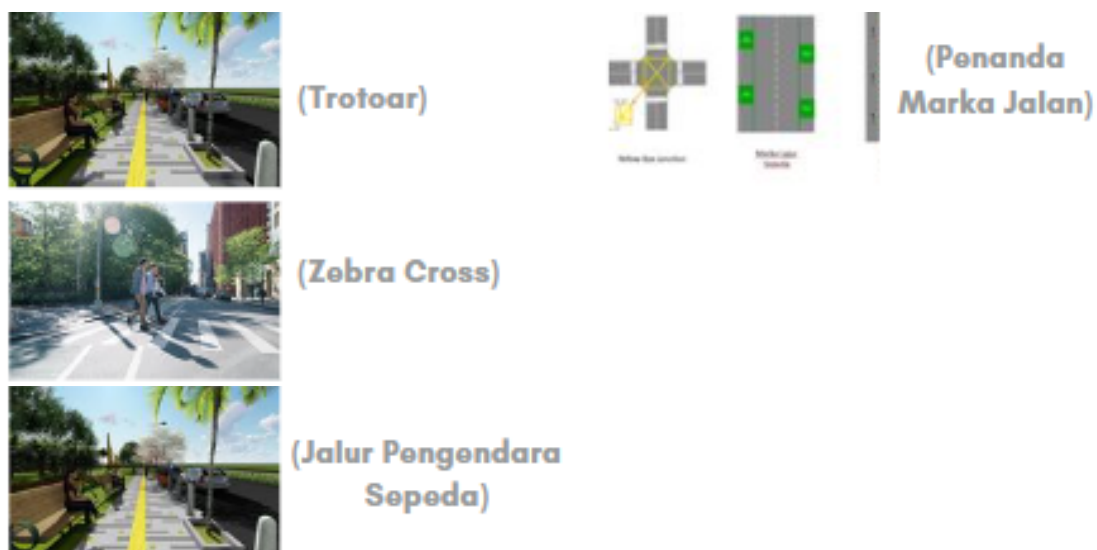 (Trotoar)
(Penanda
Marka Jalan)
(Zebra Cross)
(Jalur Pengendara
Sepeda)